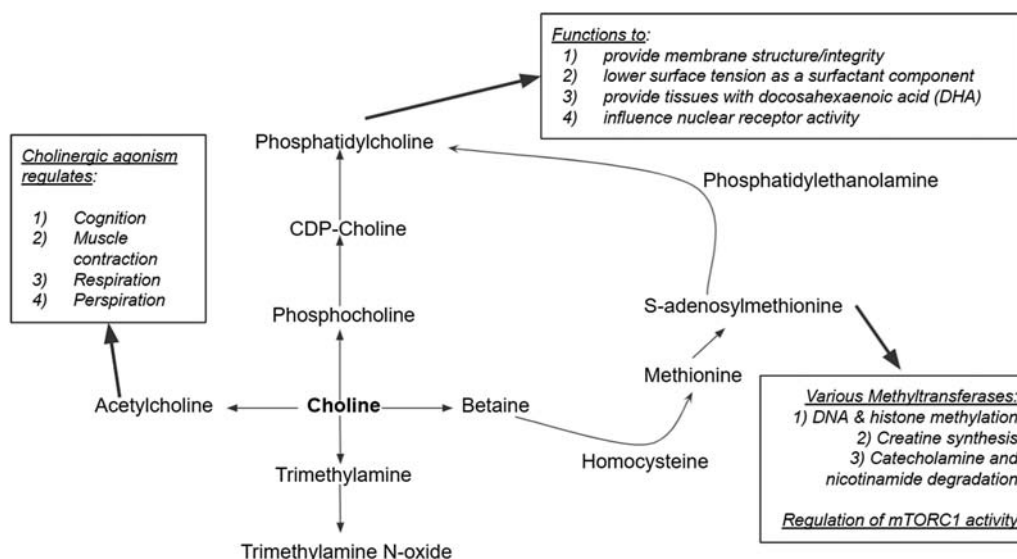 Functions to:
1) provide membrane structure/integrity
2) lower surface tension as a surfactant component
3) provide tissues with docosahexaenoic acid (DHA)
4) influence nuclear receptor activity
Phosphatidylcholine
Cholinergic agonism
regulates:
1) Cognition
2) Muscle
contraction
3) Respiration
4) Perspiration
Phosphatidylethanolamine
CDP-Choline
Phosphocholine
S-adenosylmethionine
Methionine
Acetylcholine
Choline
Betaine
Homocysteine
Trimethylamine
Trimethylamine N-oxide
Various Methyltransferases:
1) DNA & histone methylation
2) Creatine synthesis
3) Catecholamine and
nicotinamide degradation
Regulation of mTORC1 activity